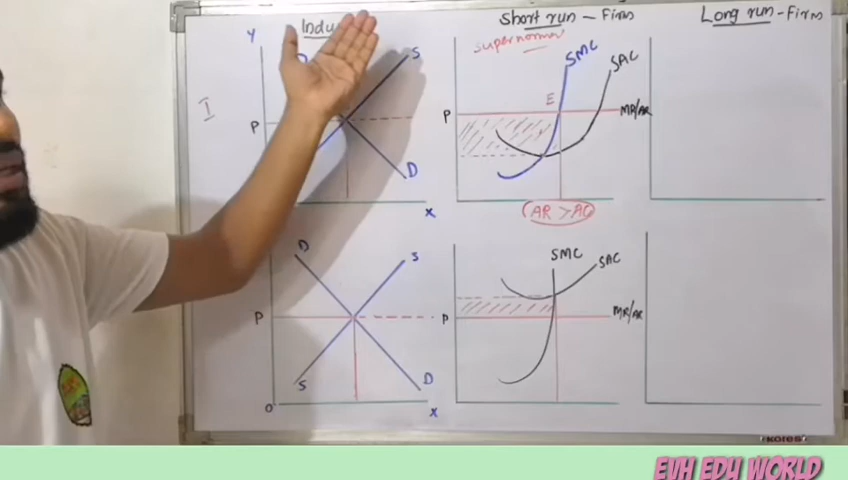 Short run - Firm
Long run - Firm
supernormal
Y
D
S
I
P
D
X
P
E
SMC
SAC
MR/AR
AR > AC
D
S
P
S
D
O
X
P
SMC
SAC
MR/AR
kores
EVH EDU WORLD